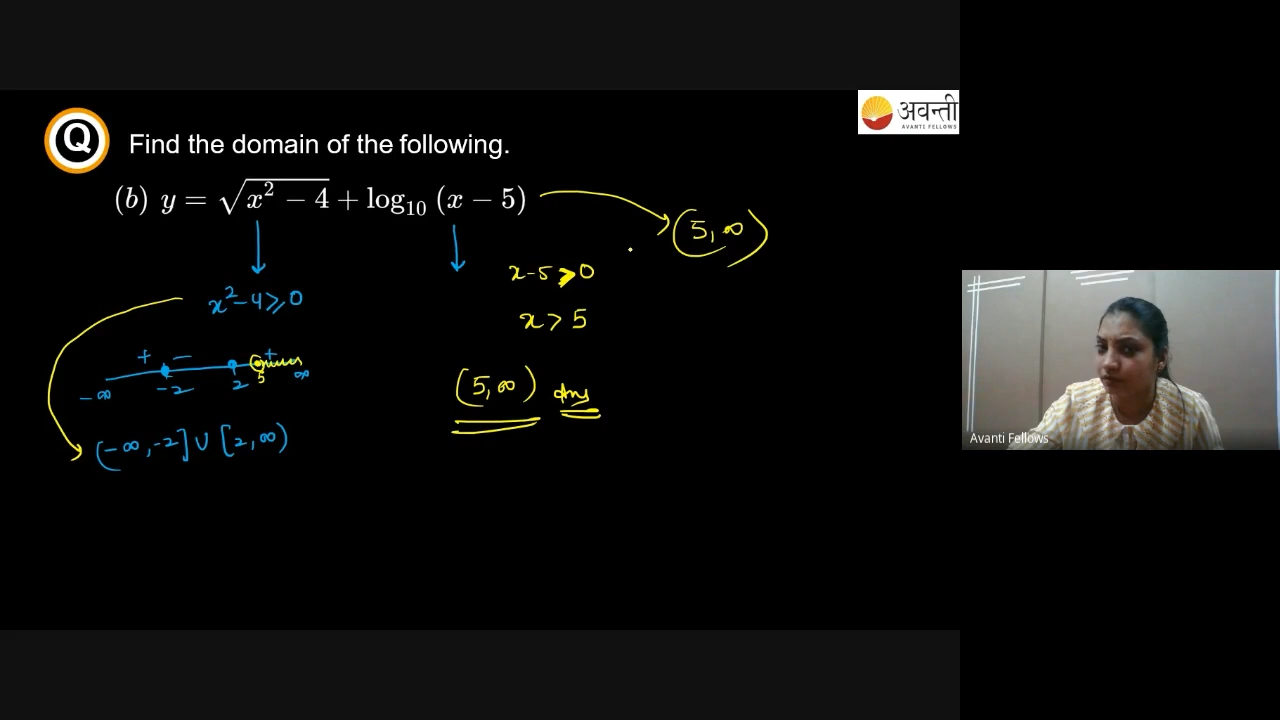 अवन्ती
AVANTI FELLOWS
Q Find the domain of the following.
(b) y = √(x² − 4) + log₁₀ (x − 5)
(5, ∞)
x-5 > 0
x² - 4 ≥ 0
x > 5
+ − +
-∞ -2 2 5 ∞
(5, ∞) Ans
(-∞, -2] ∪ [2, ∞)
Avanti Fellows